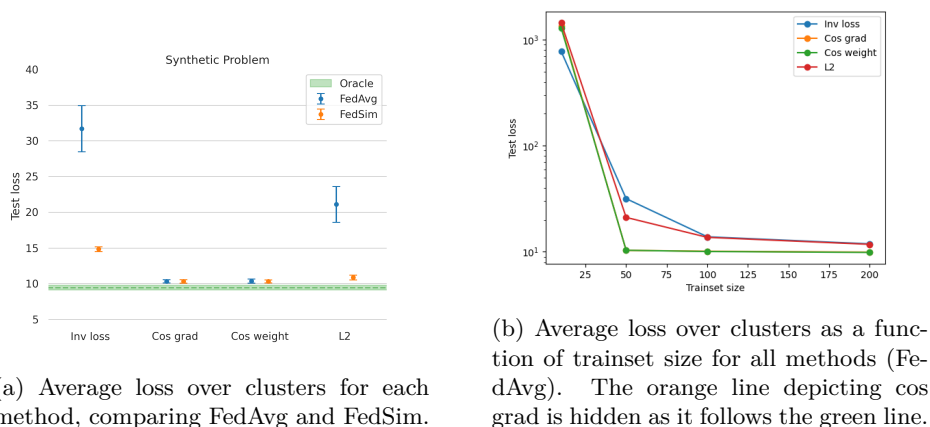 Synthetic Problem
Test loss
40
35
30
25
20
15
10
5
Oracle
FedAvg
FedSim
Inv loss
Cos grad
Cos weight
L2
(a) Average loss over clusters for each
method, comparing FedAvg and FedSim.
Test loss
10³
10²
10¹
Inv loss
Cos grad
Cos weight
L2
25
50
75
100
125
150
175
200
Trainset size
(b) Average loss over clusters as a func-
tion of trainset size for all methods (Fe-
dAvg). The orange line depicting cos
grad is hidden as it follows the green line.